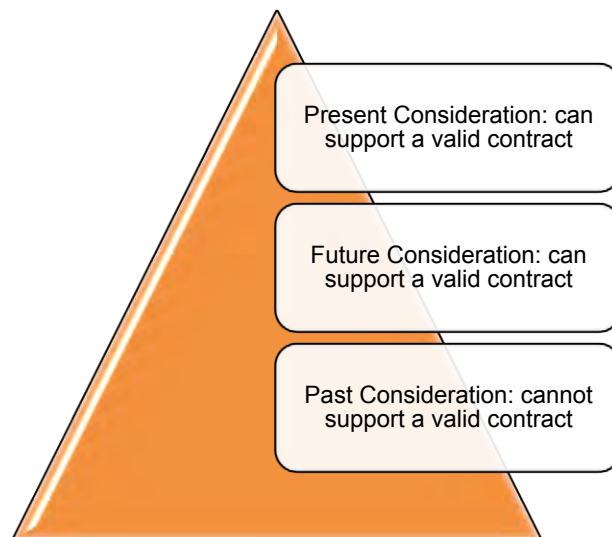 Present Consideration: can
support a valid contract
Future Consideration: can
support a valid contract
Past Consideration: cannot
support a valid contract